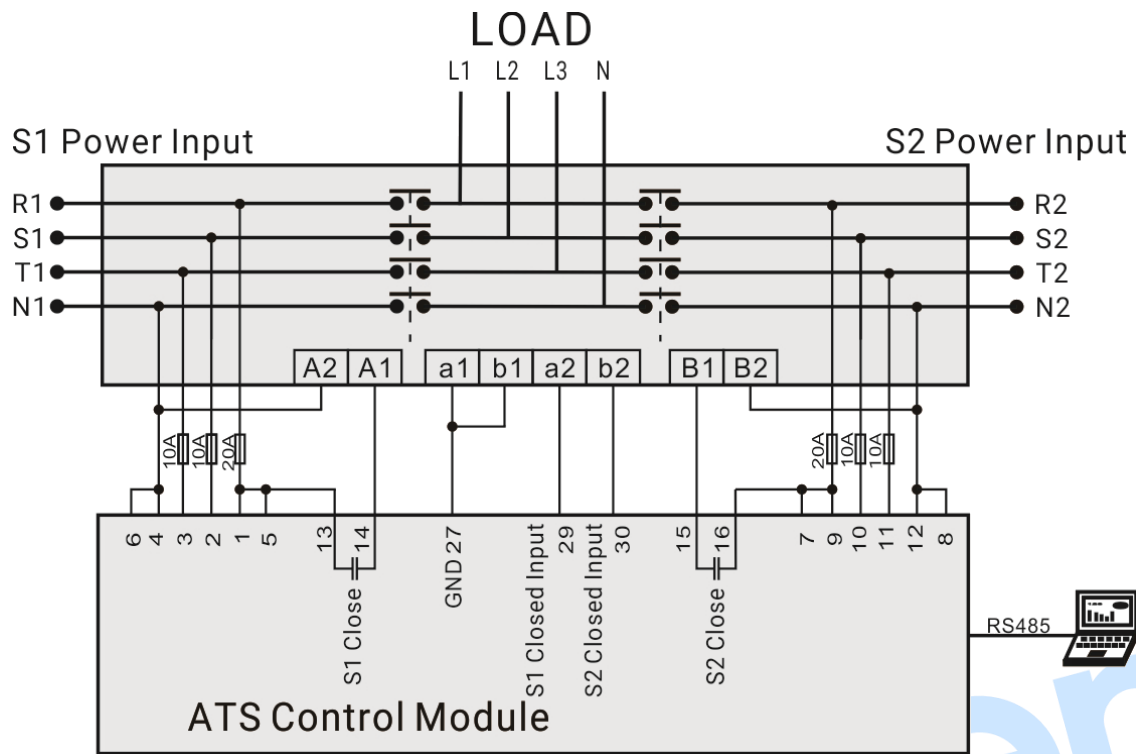 LOAD
L1 L2 L3 N
S1 Power Input
S2 Power Input
R1
R2
S1
S2
T1
T2
N1
N2
A2 A1 a1 b1 a2 b2 B1 B2
10A 10A 20A
20A 10A 10A
6 4 3 2 1 5 13 14 27 29 30 15 16 7 9 10 11 12 8
S1 Close
GND
S1 Closed Input
S2 Closed Input
S2 Close
RS485
ATS Control Module